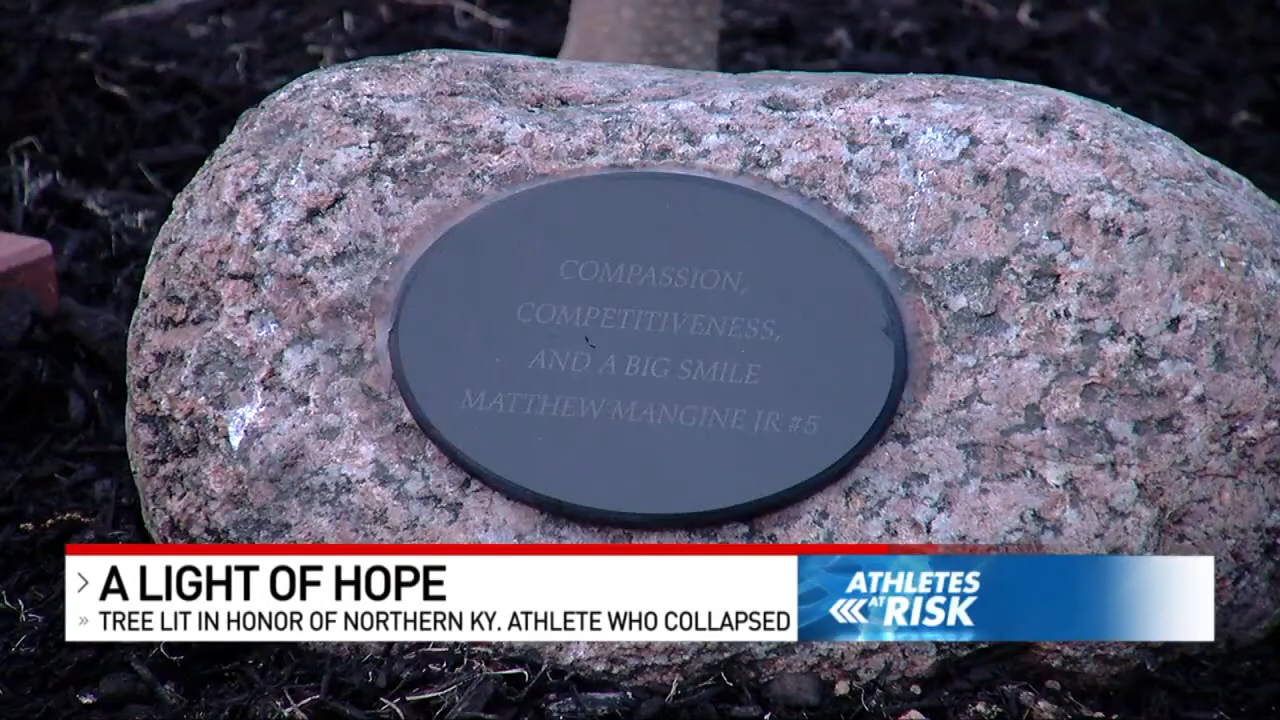 COMPASSION,
COMPETITIVENESS,
AND A BIG SMILE
MATTHEW MANGINE JR #5
A LIGHT OF HOPE
TREE LIT IN HONOR OF NORTHERN KY. ATHLETE WHO COLLAPSED
ATHLETES
AT RISK